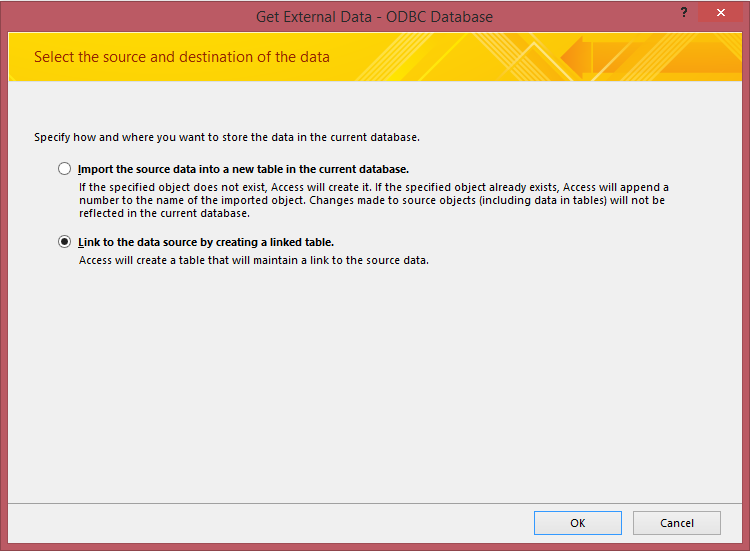 Get External Data - ODBC Database
?
Select the source and destination of the data
Specify how and where you want to store the data in the current database.
Import the source data into a new table in the current database.
If the specified object does not exist, Access will create it. If the specified object already exists, Access will append a
number to the name of the imported object. Changes made to source objects (including data in tables) will not be
reflected in the current database.
Link to the data source by creating a linked table.
Access will create a table that will maintain a link to the source data.
OK
Cancel